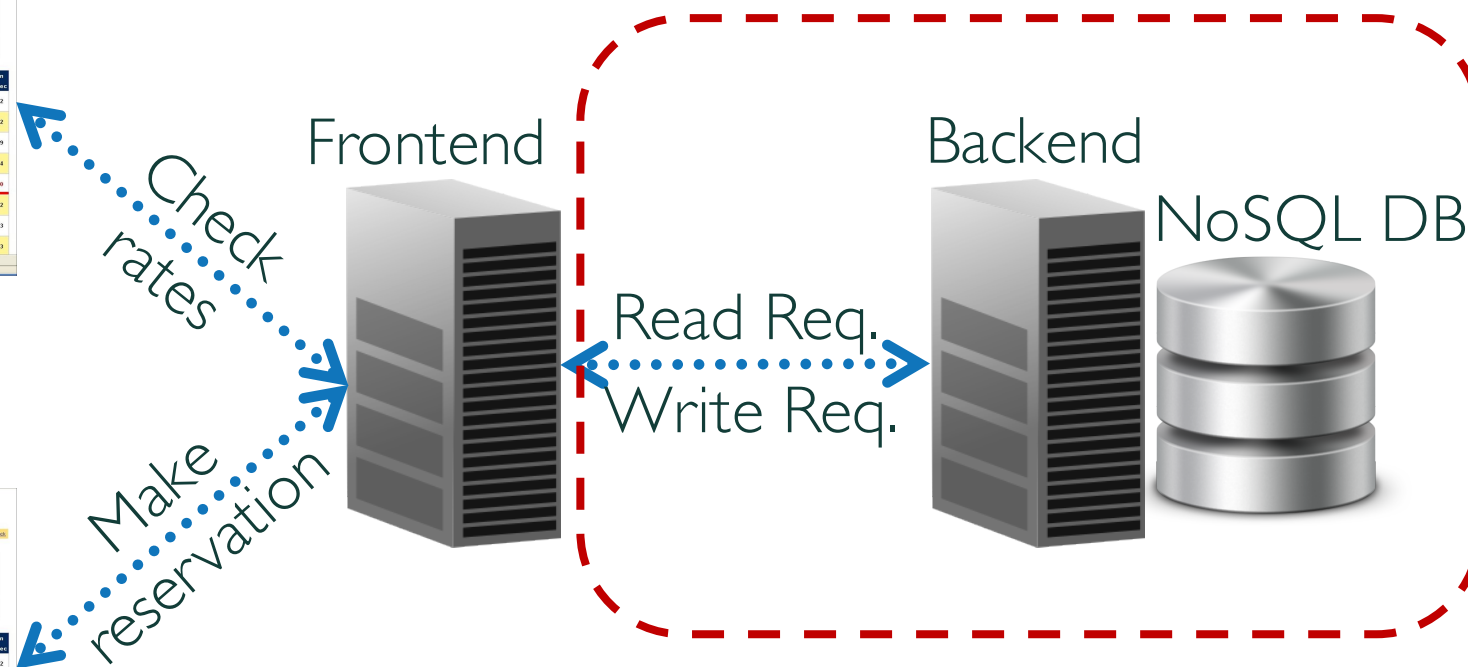 Frontend
Backend
NoSQL DB
Check
rates
Read Req.
Write Req.
Make
reservation